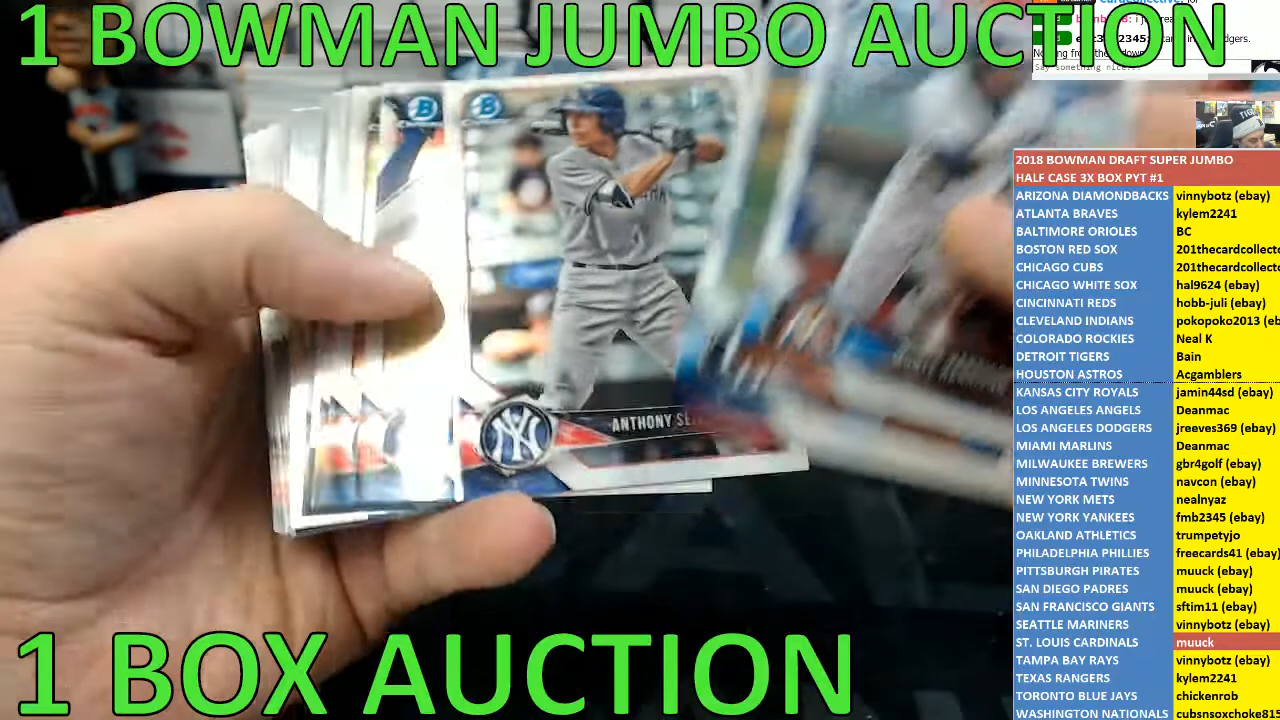 1 BOWMAN JUMBO AUCTION
ANTHONY
1 BOX AUCTION
2018 BOWMAN DRAFT SUPER JUMBO
HALF CASE 3X BOX PYT #1
ARIZONA DIAMONDBACKS vinnybotz (ebay)
ATLANTA BRAVES kylem2241
BALTIMORE ORIOLES BC
BOSTON RED SOX 201thecardcollecto
CHICAGO CUBS 201thecardcollecto
CHICAGO WHITE SOX hal9624 (ebay)
CINCINNATI REDS hobb-juli (ebay)
CLEVELAND INDIANS pokopoko2013 (eb
COLORADO ROCKIES Neal K
DETROIT TIGERS Bain
HOUSTON ASTROS Acgamblers
KANSAS CITY ROYALS jamin44sd (ebay)
LOS ANGELES ANGELS Deanmac
LOS ANGELES DODGERS jreeves369 (ebay)
MIAMI MARLINS Deanmac
MILWAUKEE BREWERS gbr4golf (ebay)
MINNESOTA TWINS navcon (ebay)
NEW YORK METS nealnyaz
NEW YORK YANKEES fmb2345 (ebay)
OAKLAND ATHLETICS trumpetyjo
PHILADELPHIA PHILLIES freecards41 (ebay)
PITTSBURGH PIRATES muuck (ebay)
SAN DIEGO PADRES muuck (ebay)
SAN FRANCISCO GIANTS sftim11 (ebay)
SEATTLE MARINERS vinnybotz (ebay)
ST. LOUIS CARDINALS muuck
TAMPA BAY RAYS vinnybotz (ebay)
TEXAS RANGERS kylem2241
TORONTO BLUE JAYS chickenrob
WASHINGTON NATIONALS cubsnsoxchoke815